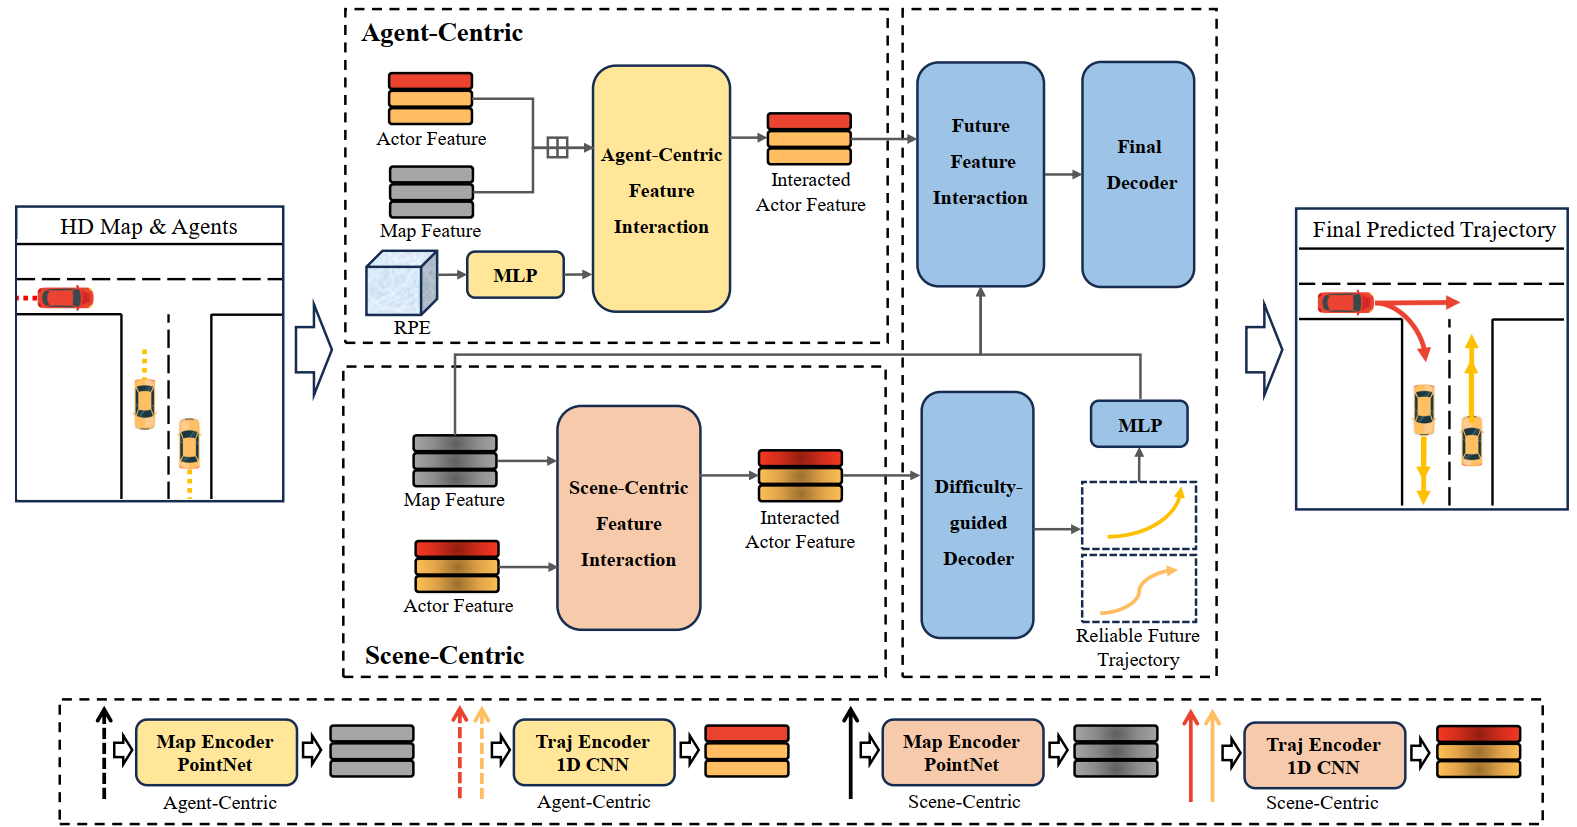 HD Map & Agents
Agent-Centric
Actor Feature
Map Feature
RPE
MLP
Agent-Centric
Feature
Interaction
Interacted
Actor Feature
Future
Feature
Interaction
Final
Decoder
Map Feature
Actor Feature
Scene-Centric
Feature
Interaction
Scene-Centric
Interacted
Actor Feature
Difficulty-
guided
Decoder
MLP
Reliable Future
Trajectory
Final Predicted Trajectory
Map Encoder
PointNet
Agent-Centric
Traj Encoder
1D CNN
Agent-Centric
Map Encoder
PointNet
Scene-Centric
Traj Encoder
1D CNN
Scene-Centric